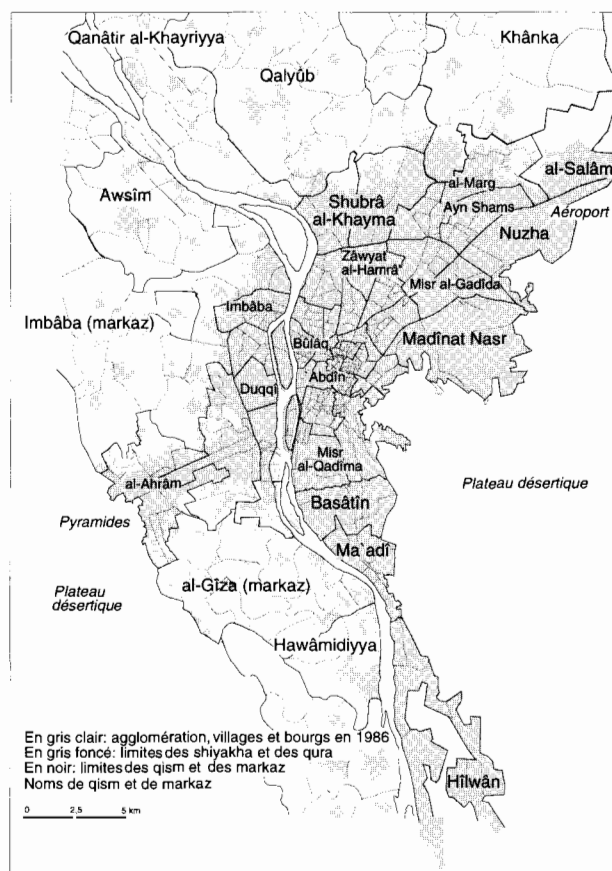 Qanâtir al-Khayriyya
Khânka
Qalyûb
al-Salâm
al-Marg
Awsîm
Shubrâ
al-Khayma
Ayn Shams
Aéroport
Nuzha
Zâwyat
al-Hamrâ'
Misr al-Gadîda
Imbâba
Imbâba (markaz)
Bûlâq
Madînat Nasr
Duqqî
Abdîn
Misr
al-Qadîma
al-Ahrâm
Plateau désertique
Basâtîn
Pyramides
Ma`adî
al-Gîza (markaz)
Plateau
désertique
Hawâmidiyya
En gris clair: agglomération, villages et bourgs en 1986
En gris foncé: limites des shiyakha et des qura
En noir: limites des qism et des markaz
Noms de qism et de markaz
Hîlwân
0 2,5 5 km